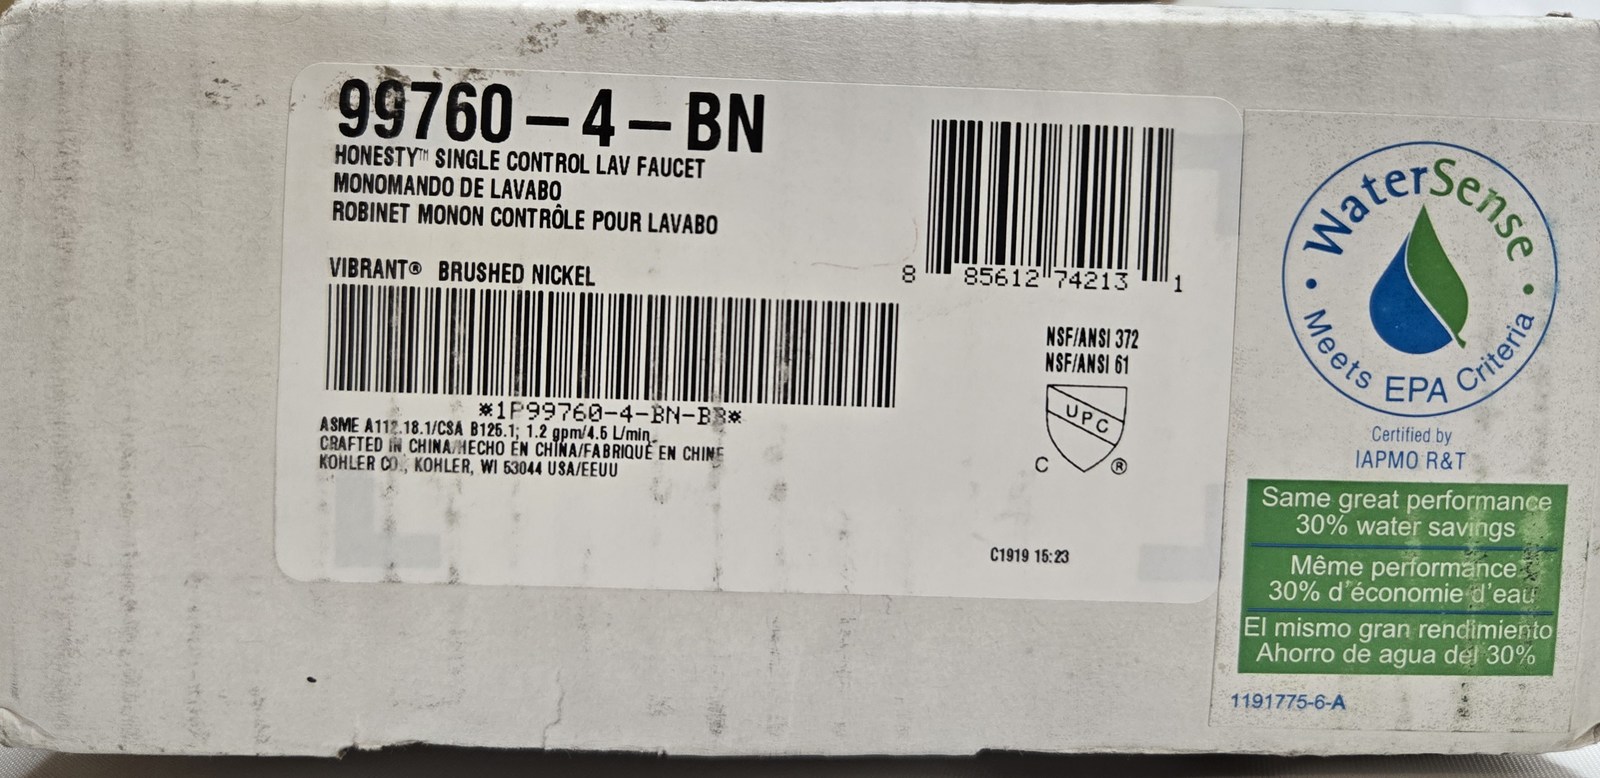 99760-4-BN
HONESTY™ SINGLE CONTROL LAV FAUCET
MONOMANDO DE LAVABO
ROBINET MONON CONTRÔLE POUR LAVABO
VIBRANT® BRUSHED NICKEL
*1P99760-4-BN-BB*
ASME A112.18.1/CSA B125.1; 1.2 gpm/4.5 L/min.
CRAFTED IN CHINA/HECHO EN CHINA/FABRIQUÉ EN CHINE
KOHLER CO., KOHLER, WI 53044 USA/EEUU
8 85612 74213 1
NSF/ANSI 372
NSF/ANSI 61
UPC
C ®
C1919 15:23
WaterSense
Meets EPA Criteria
Certified by
IAPMO R&T
Same great performance
30% water savings
Même performance
30% d'économie d'eau
El mismo gran rendimiento
Ahorro de agua del 30%
1191775-6-A